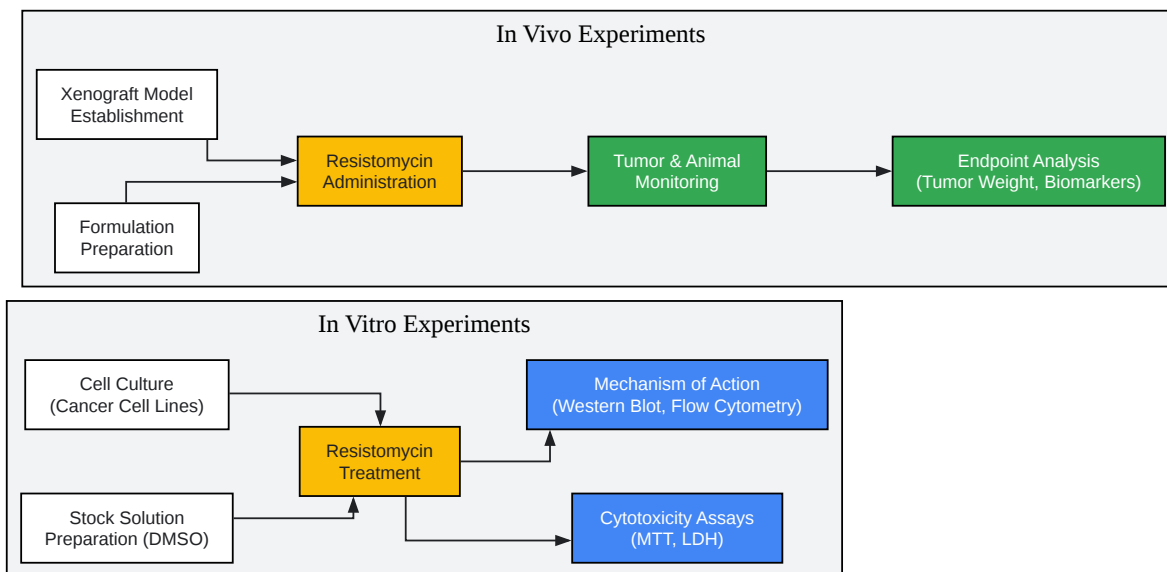 In Vivo Experiments
Xenograft Model
Establishment
Resistomycin
Administration
Tumor & Animal
Monitoring
Endpoint Analysis
(Tumor Weight, Biomarkers)
Formulation
Preparation
In Vitro Experiments
Cell Culture
(Cancer Cell Lines)
Mechanism of Action
(Western Blot, Flow Cytometry)
Resistomycin
Treatment
Stock Solution
Preparation (DMSO)
Cytotoxicity Assays
(MTT, LDH)